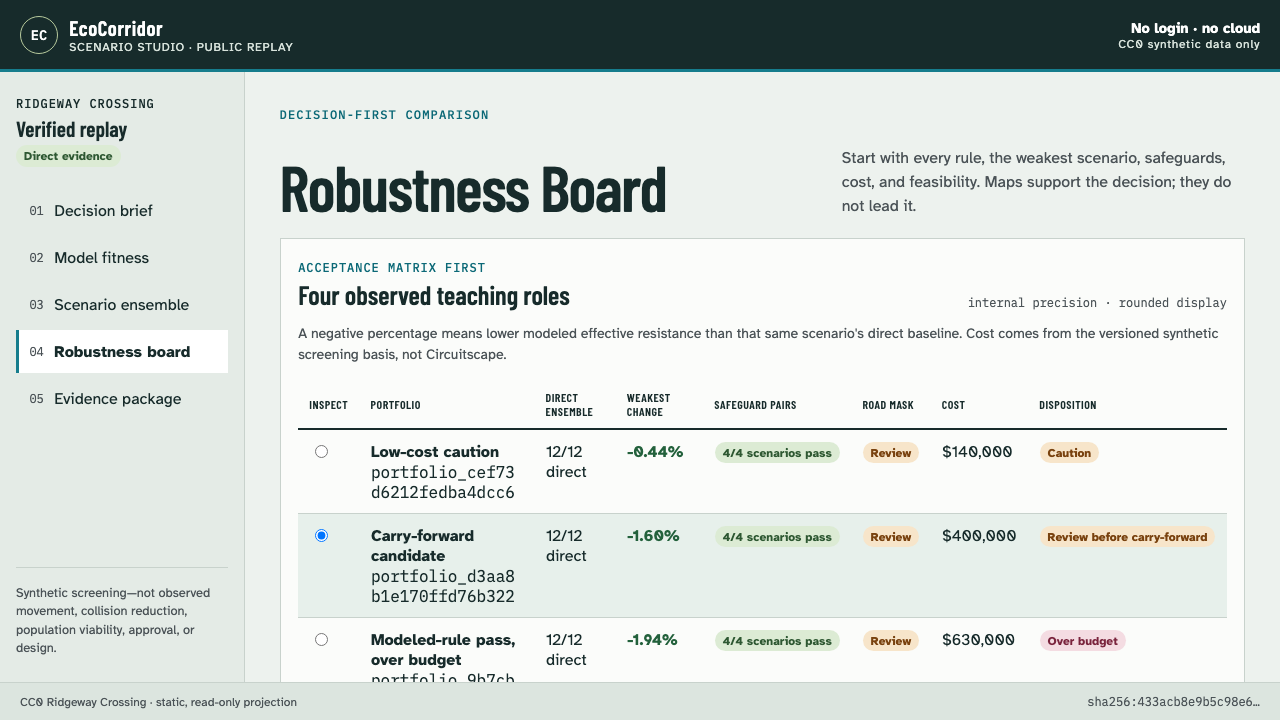 EC
EcoCorridor
SCENARIO STUDIO · PUBLIC REPLAY
No login · no cloud
CC0 synthetic data only
RIDGEWAY CROSSING
Verified replay
Direct evidence
01 Decision brief
02 Model fitness
03 Scenario ensemble
04 Robustness board
05 Evidence package
Synthetic screening—not observed
movement, collision reduction,
population viability, approval, or
design.
DECISION-FIRST COMPARISON
Robustness Board
Start with every rule, the weakest scenario, safeguards,
cost, and feasibility. Maps support the decision; they do
not lead it.
ACCEPTANCE MATRIX FIRST
Four observed teaching roles
internal precision · rounded display
A negative percentage means lower modeled effective resistance than that same scenario's direct baseline. Cost comes from the versioned synthetic
screening basis, not Circuitscape.
INSPECT PORTFOLIO DIRECT ENSEMBLE WEAKEST CHANGE SAFEGUARD PAIRS ROAD MASK COST DISPOSITION
Low-cost caution 12/12 -0.44% 4/4 scenarios pass Review $140,000 Caution
portfolio_cef73 direct
d6212fedba4dcc6
Carry-forward 12/12 -1.60% 4/4 scenarios pass Review $400,000 Review before carry-forward
candidate direct
portfolio_d3aa8
b1e170ffd76b322
Modeled-rule pass, 12/12 -1.94% 4/4 scenarios pass Review $630,000 Over budget
over budget direct
portfolio_9b7cb
CC0 Ridgeway Crossing · static, read-only projection
sha256:433acb8e9b5c98e6…